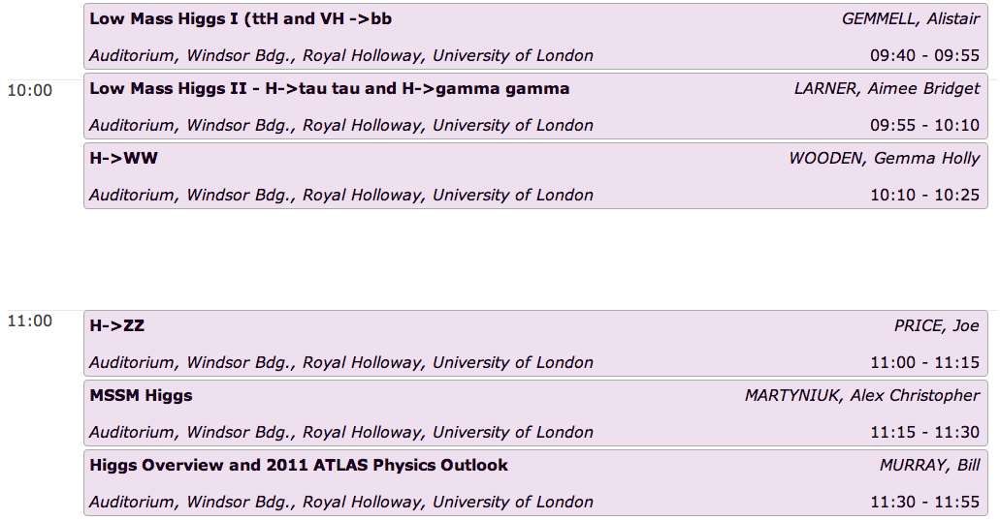 Low Mass Higgs I (ttH and VH ->bb GEMMELL, Alistair
Auditorium, Windsor Bdg., Royal Holloway, University of London 09:40 - 09:55
10:00 Low Mass Higgs II - H->tau tau and H->gamma gamma LARNER, Aimee Bridget
Auditorium, Windsor Bdg., Royal Holloway, University of London 09:55 - 10:10
H->WW WOODEN, Gemma Holly
Auditorium, Windsor Bdg., Royal Holloway, University of London 10:10 - 10:25
11:00 H->ZZ PRICE, Joe
Auditorium, Windsor Bdg., Royal Holloway, University of London 11:00 - 11:15
MSSM Higgs MARTYNIUK, Alex Christopher
Auditorium, Windsor Bdg., Royal Holloway, University of London 11:15 - 11:30
Higgs Overview and 2011 ATLAS Physics Outlook MURRAY, Bill
Auditorium, Windsor Bdg., Royal Holloway, University of London 11:30 - 11:55